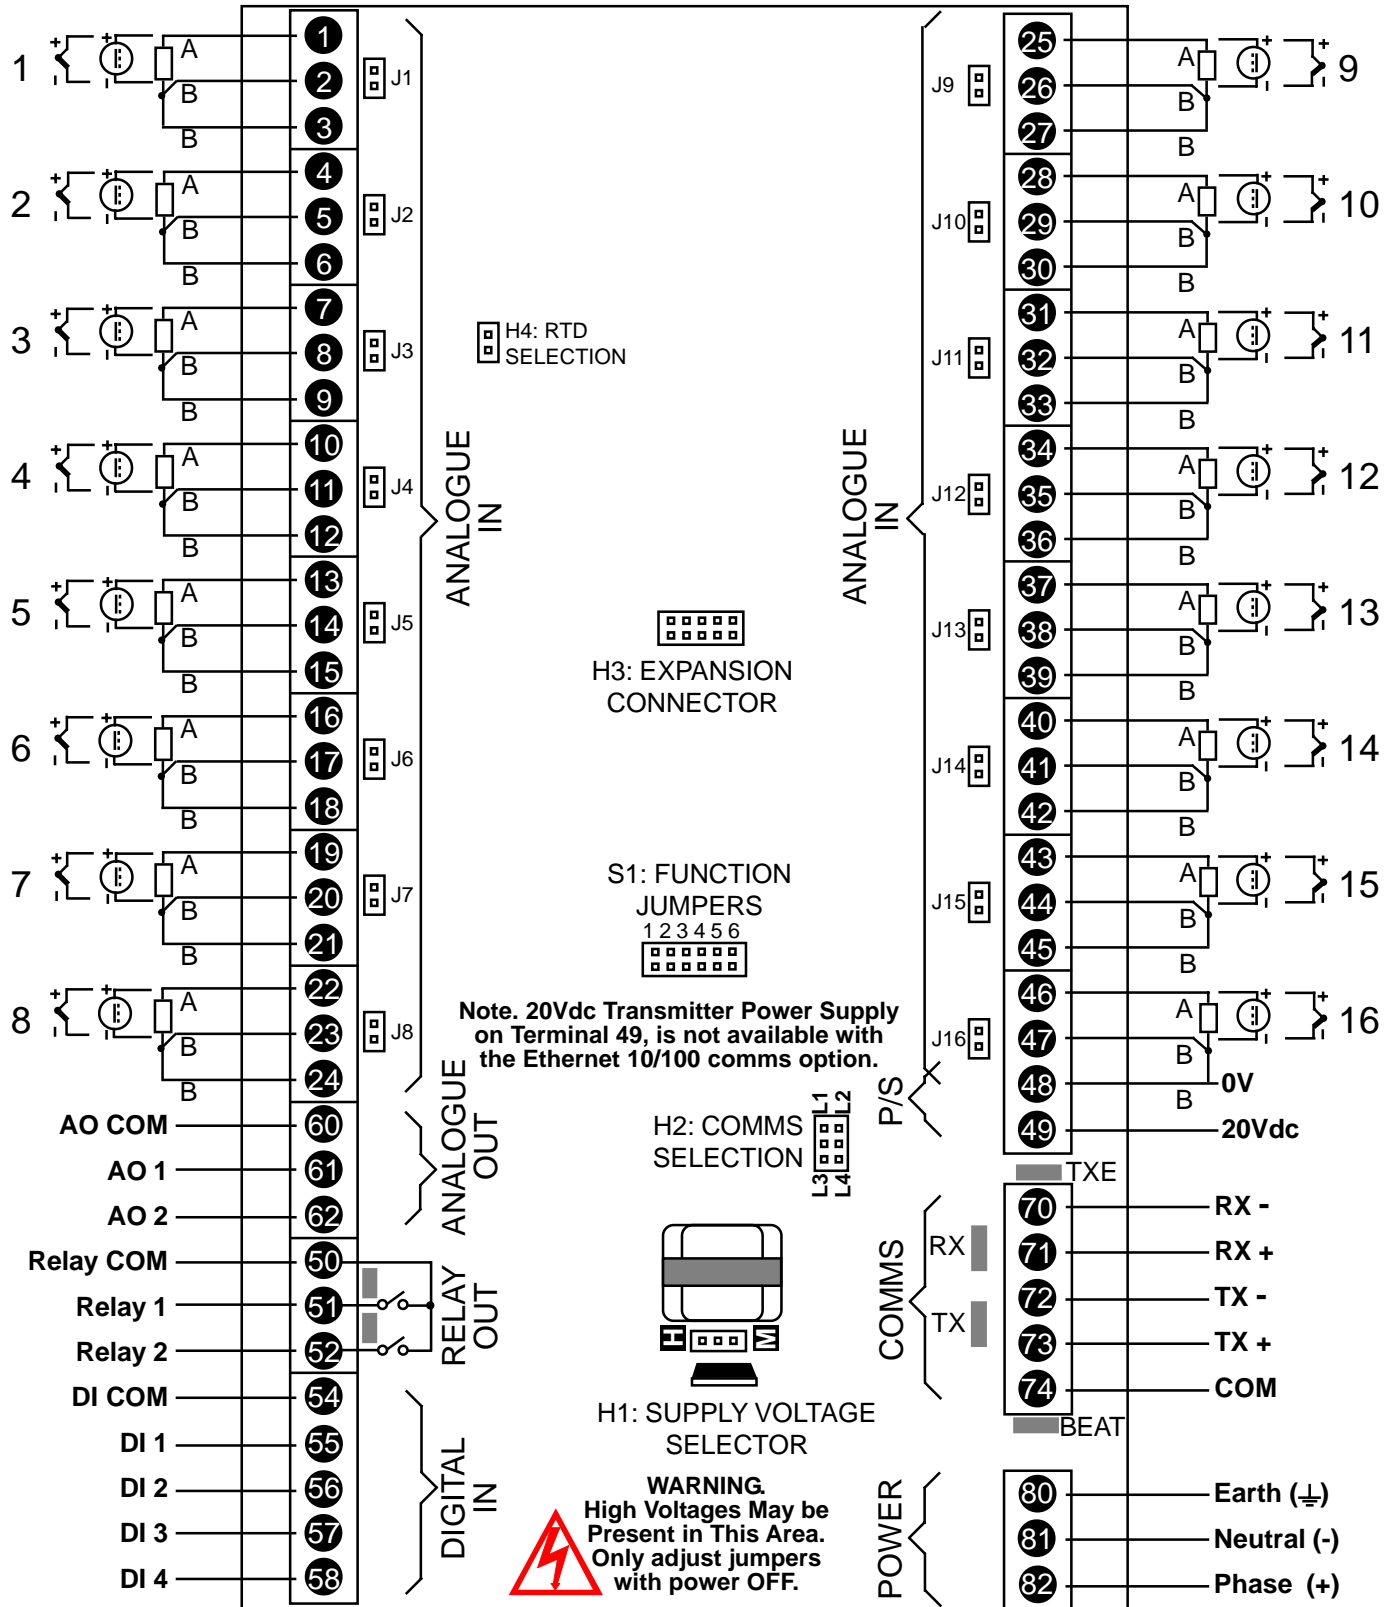 1 + - + - A B B 1 2 3 J1
2 + - + - A B B 4 5 6 J2
3 + - + - A B B 7 8 9 J3
4 + - + - A B B 10 11 12 J4
5 + - + - A B B 13 14 15 J5
6 + - + - A B B 16 17 18 J6
7 + - + - A B B 19 20 21 J7
8 + - + - A B B 22 23 24 J8
ANALOGUE
IN
AO COM 60
AO 1 61
AO 2 62
ANALOGUE
OUT
Relay COM 50
Relay 1 51
Relay 2 52
RELAY
OUT
DI COM 54
DI 1 55
DI 2 56
DI 3 57
DI 4 58
DIGITAL
IN
H4: RTD
SELECTION
H3: EXPANSION
CONNECTOR
S1: FUNCTION
JUMPERS
1 2 3 4 5 6
Note. 20Vdc Transmitter Power Supply
on Terminal 49, is not available with
the Ethernet 10/100 comms option.
H2: COMMS
SELECTION
L1 L2
L3 L4
H M
H1: SUPPLY VOLTAGE
SELECTOR
WARNING.
High Voltages May be
Present in This Area.
Only adjust jumpers
with power OFF.
ANALOGUE
IN
J9 25 26 27 A B B + - + - 9
J10 28 29 30 A B B + - + - 10
J11 31 32 33 A B B + - + - 11
J12 34 35 36 A B B + - + - 12
J13 37 38 39 A B B + - + - 13
J14 40 41 42 A B B + - + - 14
J15 43 44 45 A B B + - + - 15
J16 46 47 48 A B B + - + - 16
P/S
0V
49 20Vdc
TXE
COMMS
RX
TX
70 RX -
71 RX +
72 TX -
73 TX +
74 COM
BEAT
POWER
80 Earth (⏚)
81 Neutral (-)
82 Phase (+)